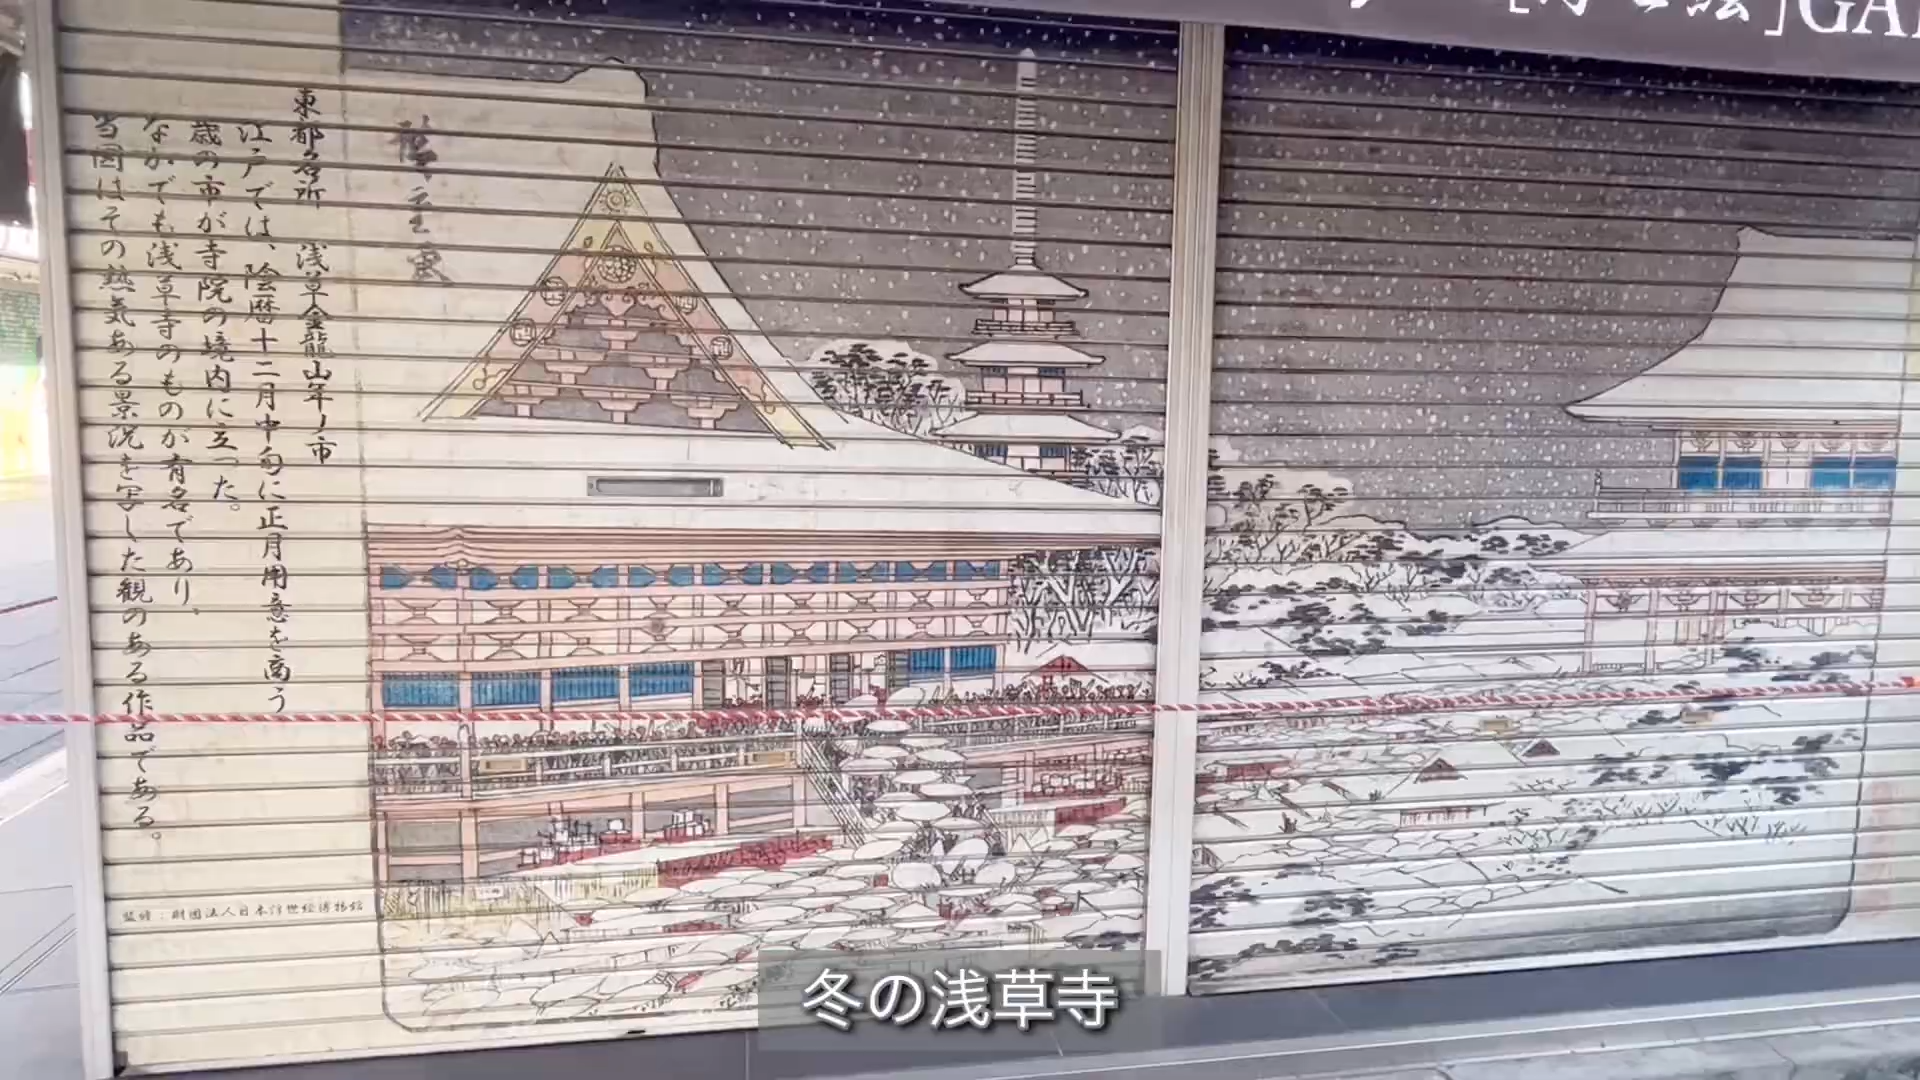 絵」GA
東都名所 浅草金龍山年ノ市
江戸では、陰暦十二月中旬に正月用意を商う
歳の市が寺院の境内に立った。
なかでも浅草寺のものが有名であり、
当図はその熱気ある景況を写した観のある作品である。
監修：財団法人日本浮世絵博物館
冬の浅草寺